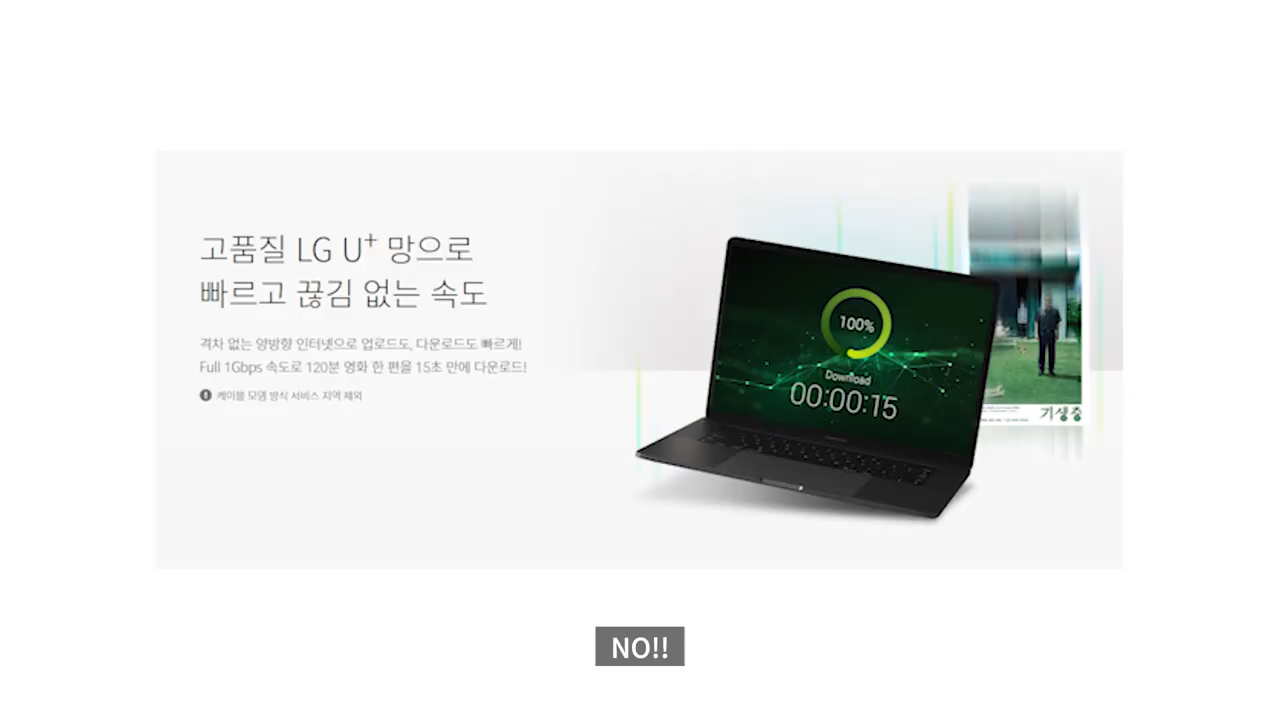 고품질 LG U⁺ 망으로
빠르고 끊김 없는 속도
격차 없는 양방향 인터넷으로 업로드도, 다운로드도 빠르게!
Full 1Gbps 속도로 120분 영화 한 편을 15초 만에 다운로드!
! 케이블 모뎀 방식 서비스 지역 제외
100%
Download
00:00:15
기생충
NO!!